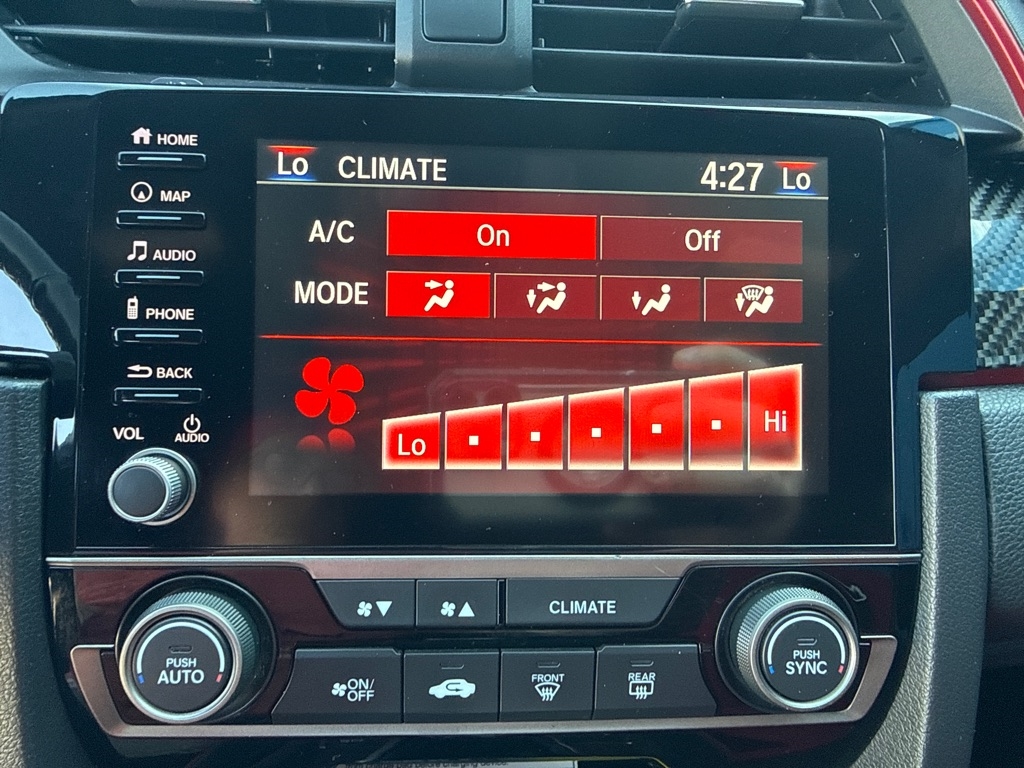 HOME
MAP
AUDIO
PHONE
BACK
VOL
AUDIO
Lo CLIMATE 4:27 Lo
A/C On Off
MODE
Lo Hi
CLIMATE
PUSH
AUTO
ON/
OFF
FRONT
REAR
PUSH
SYNC